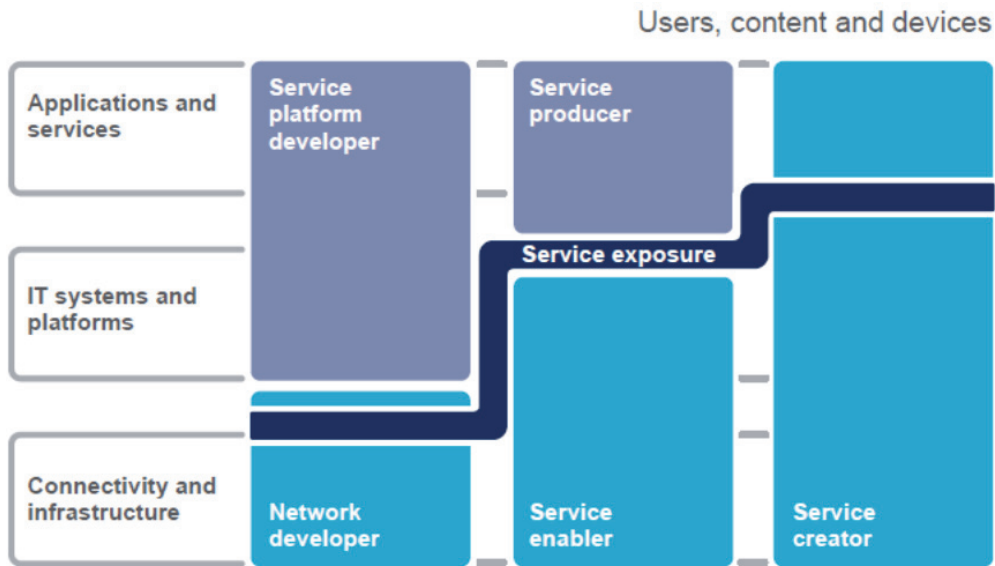 Users, content and devices
Applications and
services
Service
platform
developer
Service
producer
Service exposure
IT systems and
platforms
Connectivity and
infrastructure
Network
developer
Service
enabler
Service
creator